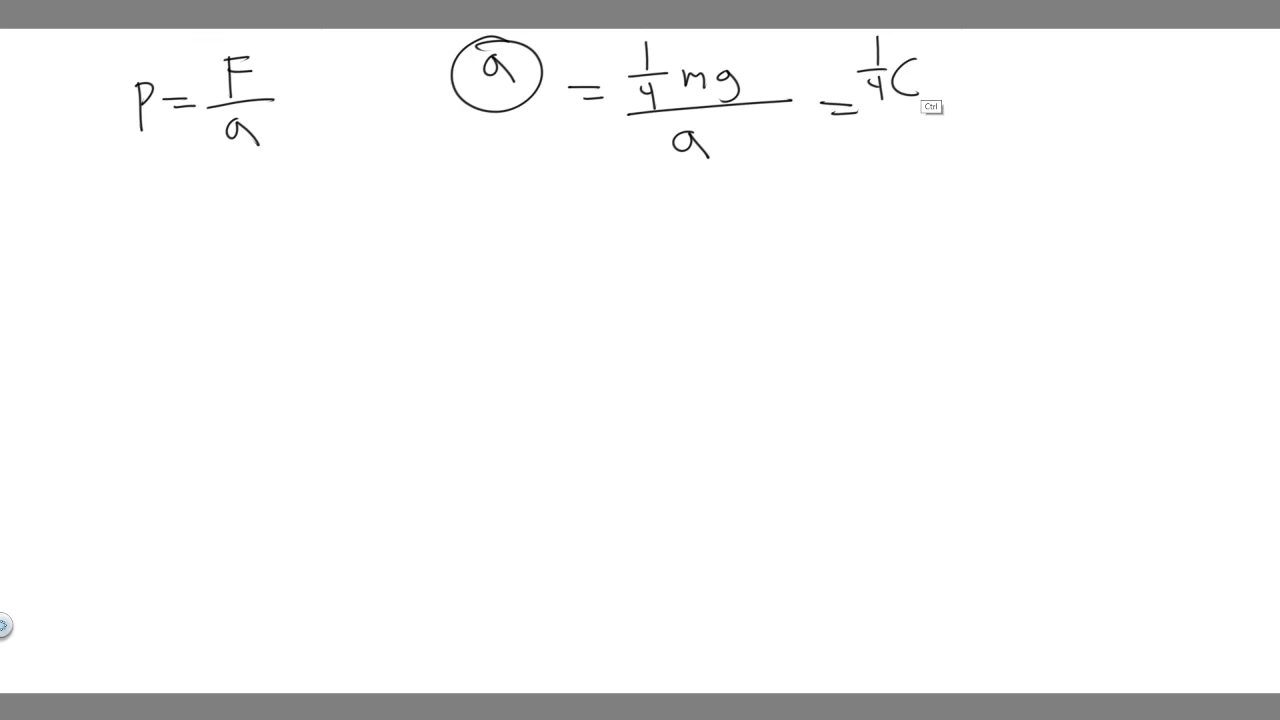 P = F/a
a = 1/4 mg / a = 1/4 C
Ctrl